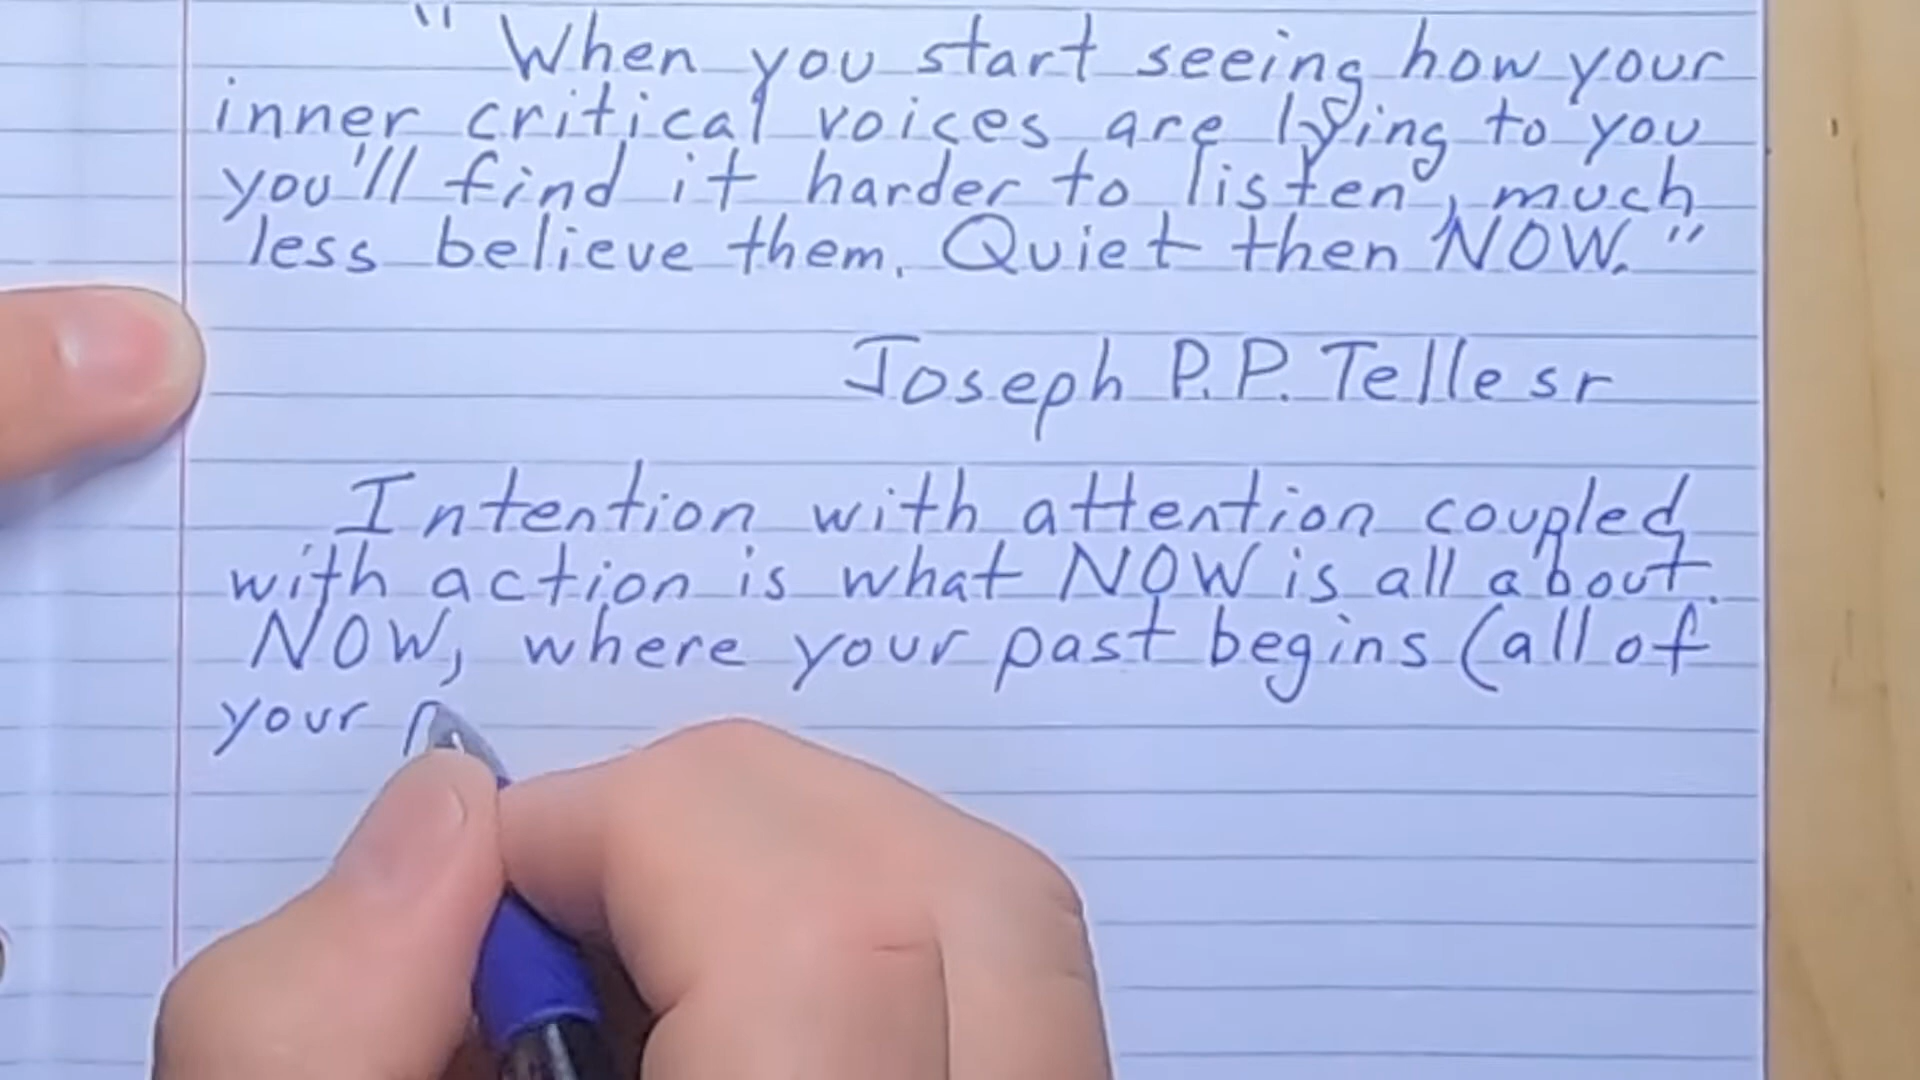 "When you start seeing how your
inner critical voices are lying to you
you'll find it harder to listen, much
less believe them. Quiet then NOW."
Joseph P.P. Tellesr
Intention with attention coupled
with action is what NOW is all about.
NOW, where your past begins (all of
your